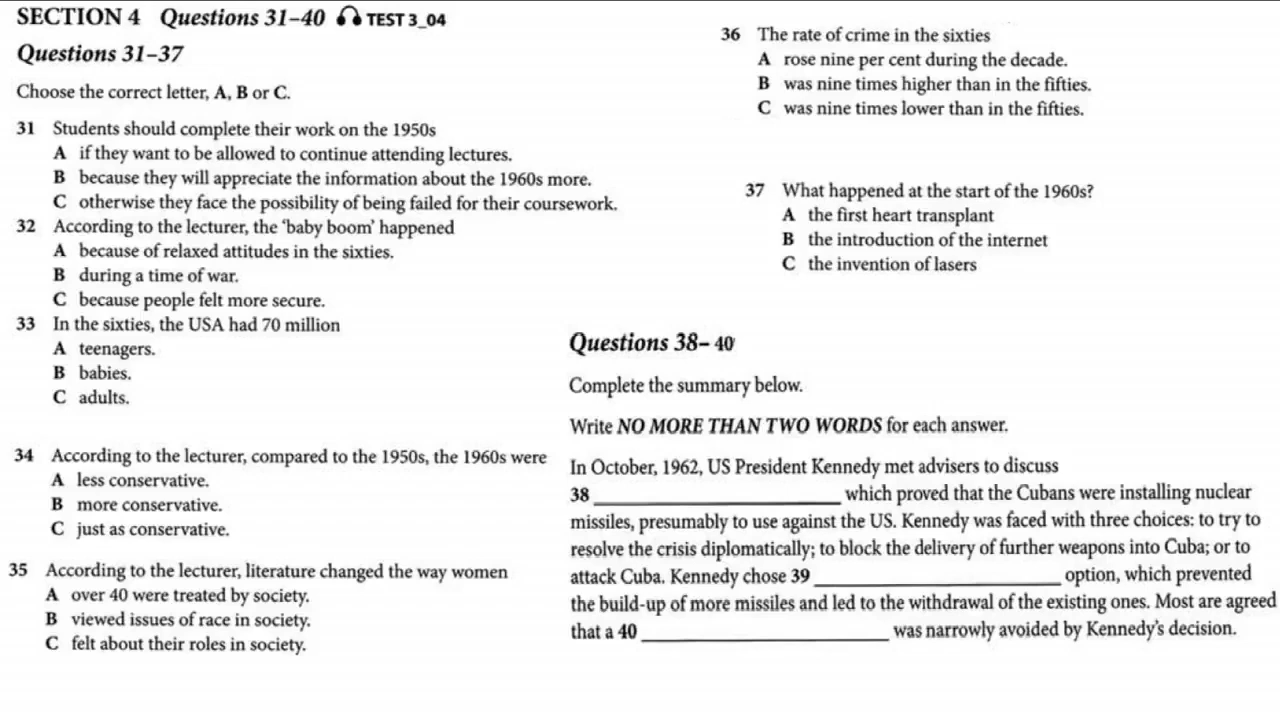 SECTION 4 Questions 31–40 TEST 3_04
Questions 31–37
Choose the correct letter, A, B or C.
31 Students should complete their work on the 1950s
A if they want to be allowed to continue attending lectures.
B because they will appreciate the information about the 1960s more.
C otherwise they face the possibility of being failed for their coursework.
32 According to the lecturer, the ‘baby boom’ happened
A because of relaxed attitudes in the sixties.
B during a time of war.
C because people felt more secure.
33 In the sixties, the USA had 70 million
A teenagers.
B babies.
C adults.
34 According to the lecturer, compared to the 1950s, the 1960s were
A less conservative.
B more conservative.
C just as conservative.
35 According to the lecturer, literature changed the way women
A over 40 were treated by society.
B viewed issues of race in society.
C felt about their roles in society.
36 The rate of crime in the sixties
A rose nine per cent during the decade.
B was nine times higher than in the fifties.
C was nine times lower than in the fifties.
37 What happened at the start of the 1960s?
A the first heart transplant
B the introduction of the internet
C the invention of lasers
Questions 38– 40
Complete the summary below.
Write NO MORE THAN TWO WORDS for each answer.
In October, 1962, US President Kennedy met advisers to discuss
38 ______________________ which proved that the Cubans were installing nuclear
missiles, presumably to use against the US. Kennedy was faced with three choices: to try to
resolve the crisis diplomatically; to block the delivery of further weapons into Cuba; or to
attack Cuba. Kennedy chose 39 ______________________ option, which prevented
the build-up of more missiles and led to the withdrawal of the existing ones. Most are agreed
that a 40 ______________________ was narrowly avoided by Kennedy’s decision.